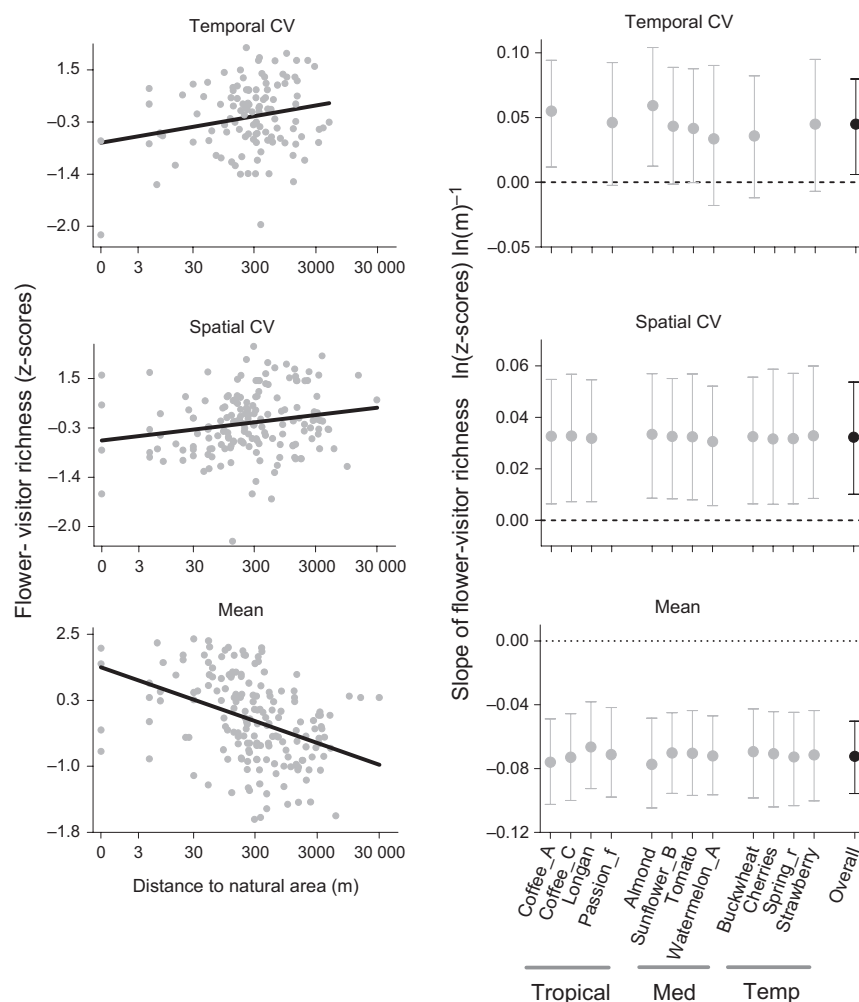 Temporal CV
1.5
–0.3
–1.4
–2.0
0 3 30 300 3000 30 000
Spatial CV
1.5
–0.3
–1.4
–2.0
0 3 30 300 3000 30 000
Mean
2.5
0.3
–1.0
–1.8
0 3 30 300 3000 30 000
Distance to natural area (m)
Flower- visitor richness (z-scores)
Temporal CV
0.10
0.05
0.00
–0.05
Spatial CV
0.06
0.04
0.02
0.00
Mean
0.00
–0.04
–0.08
–0.12
Slope of flower-visitor richness ln(z-scores) ln(m)–1
Coffee_A
Coffee_C
Longan
Passion_f
Almond
Sunflower_B
Tomato
Watermelon_A
Buckwheat
Cherries
Spring_r
Strawberry
Overall
Tropical Med Temp